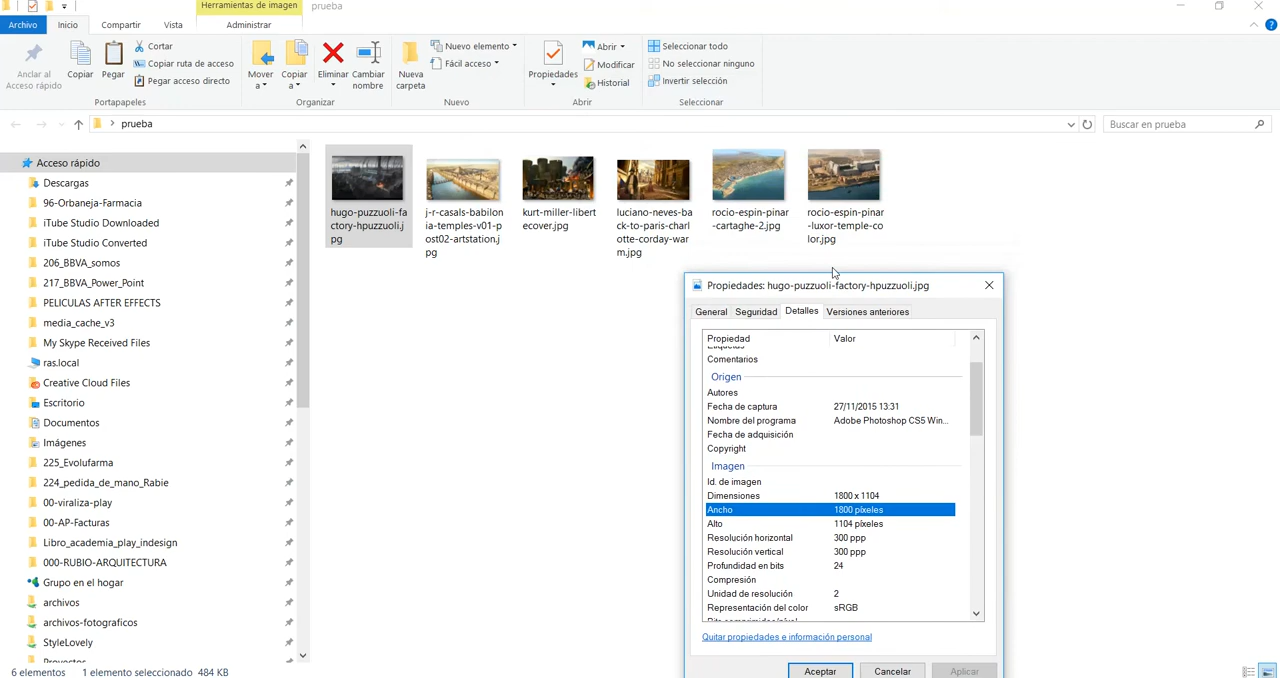 Herramientas de imagen
prueba
Archivo
Inicio
Compartir
Vista
Administrar
Anclar al
Acceso rápido
Copiar
Pegar
Cortar
Copiar ruta de acceso
Pegar acceso directo
Portapapeles
Mover
a
Copiar
a
Eliminar
Cambiar
nombre
Organizar
Nueva
carpeta
Nuevo elemento
Fácil acceso
Nuevo
Propiedades
Abrir
Modificar
Historial
Abrir
Seleccionar todo
No seleccionar ninguno
Invertir selección
Seleccionar
prueba
Buscar en prueba
Acceso rápido
Descargas
96-Orbaneja-Farmacia
iTube Studio Downloaded
iTube Studio Converted
206_BBVA_somos
217_BBVA_Power_Point
PELICULAS AFTER EFFECTS
media_cache_v3
My Skype Received Files
ras.local
Creative Cloud Files
Escritorio
Documentos
Imágenes
225_Evolufarma
224_pedida_de_mano_Rabie
00-viraliza-play
00-AP-Facturas
Libro_academia_play_indesign
000-RUBIO-ARQUITECTURA
Grupo en el hogar
archivos
archivos-fotograficos
StyleLovely
Proyectos
hugo-puzzuoli-fa
ctory-hpuzzuoli.j
pg
j-r-casals-babilon
ia-temples-v01-p
ost02-artstation.j
pg
kurt-miller-libert
ecover.jpg
luciano-neves-ba
ck-to-paris-charl
otte-corday-war
m.jpg
rocio-espin-pinar
-cartaghe-2.jpg
rocio-espin-pinar
-luxor-temple-co
lor.jpg
Propiedades: hugo-puzzuoli-factory-hpuzzuoli.jpg
General
Seguridad
Detalles
Versiones anteriores
Propiedad Valor
Etiquetas
Comentarios
Origen
Autores
Fecha de captura 27/11/2015 13:31
Nombre del programa Adobe Photoshop CS5 Win...
Fecha de adquisición
Copyright
Imagen
Id. de imagen
Dimensiones 1800 x 1104
Ancho 1800 píxeles
Alto 1104 píxeles
Resolución horizontal 300 ppp
Resolución vertical 300 ppp
Profundidad en bits 24
Compresión
Unidad de resolución 2
Representación del color sRGB
Bits comprimidos/píxel
Quitar propiedades e información personal
Aceptar
Cancelar
Aplicar
6 elementos 1 elemento seleccionado 484 KB